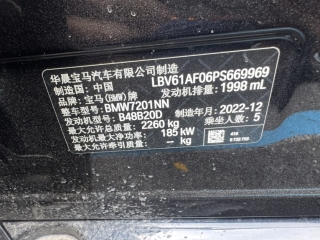 华晨宝马汽车有限公司制造
国：中国 LBV61AF06PS669969
品牌：宝马(BMW)牌 发动机排量：1998 mL
整车型号：BMW7201NN
发动机型号：B48B20D 制造年月：2022-12
最大允许总质量：2260 kg 乘坐人数：5
发动机最大净功率：185 kW
最大允许牵引质量：- kg